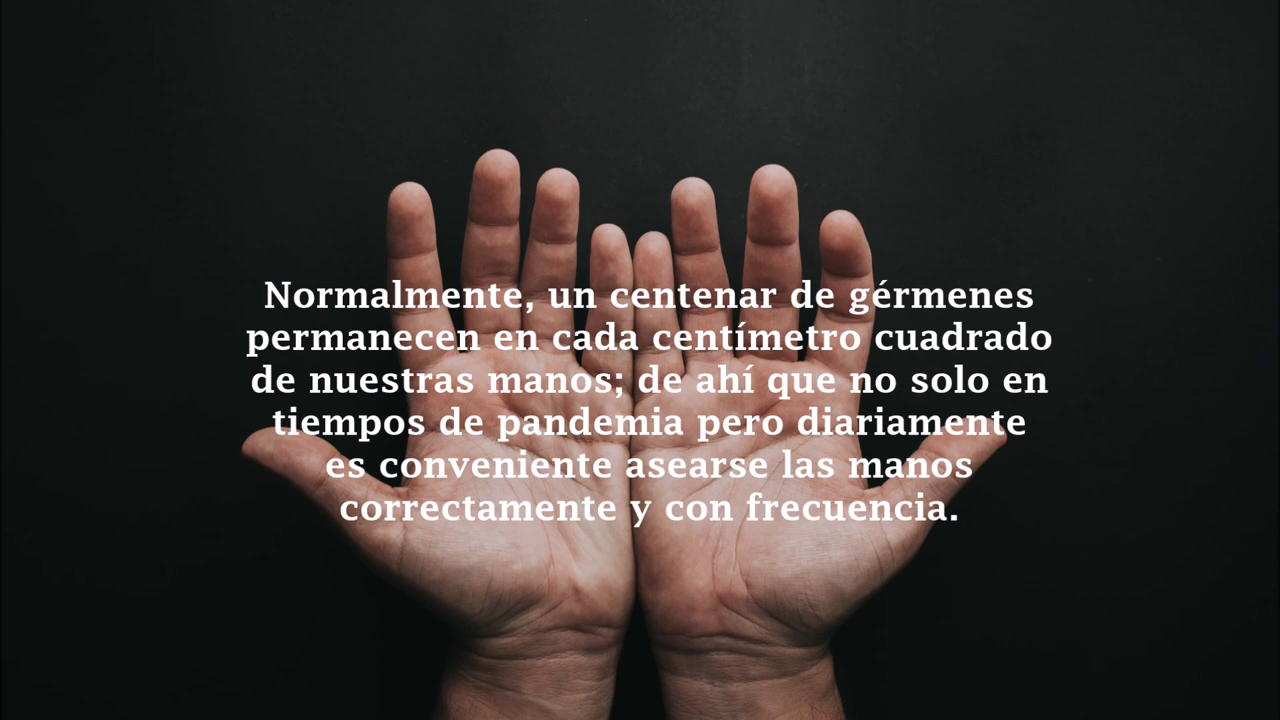 Normalmente, un centenar de gérmenes
permanecen en cada centímetro cuadrado
de nuestras manos; de ahí que no solo en
tiempos de pandemia pero diariamente
es conveniente asearse las manos
correctamente y con frecuencia.